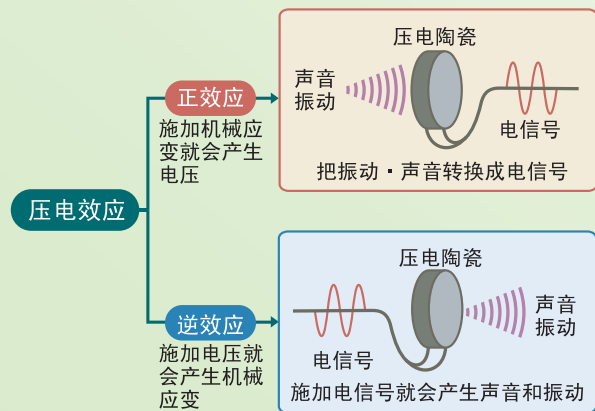 压电效应
正效应
施加机械应
变就会产生
电压
压电陶瓷
声音
振动
电信号
把振动·声音转换成电信号
逆效应
施加电压就
会产生机械
应变
压电陶瓷
声音
振动
电信号
施加电信号就会产生声音和振动